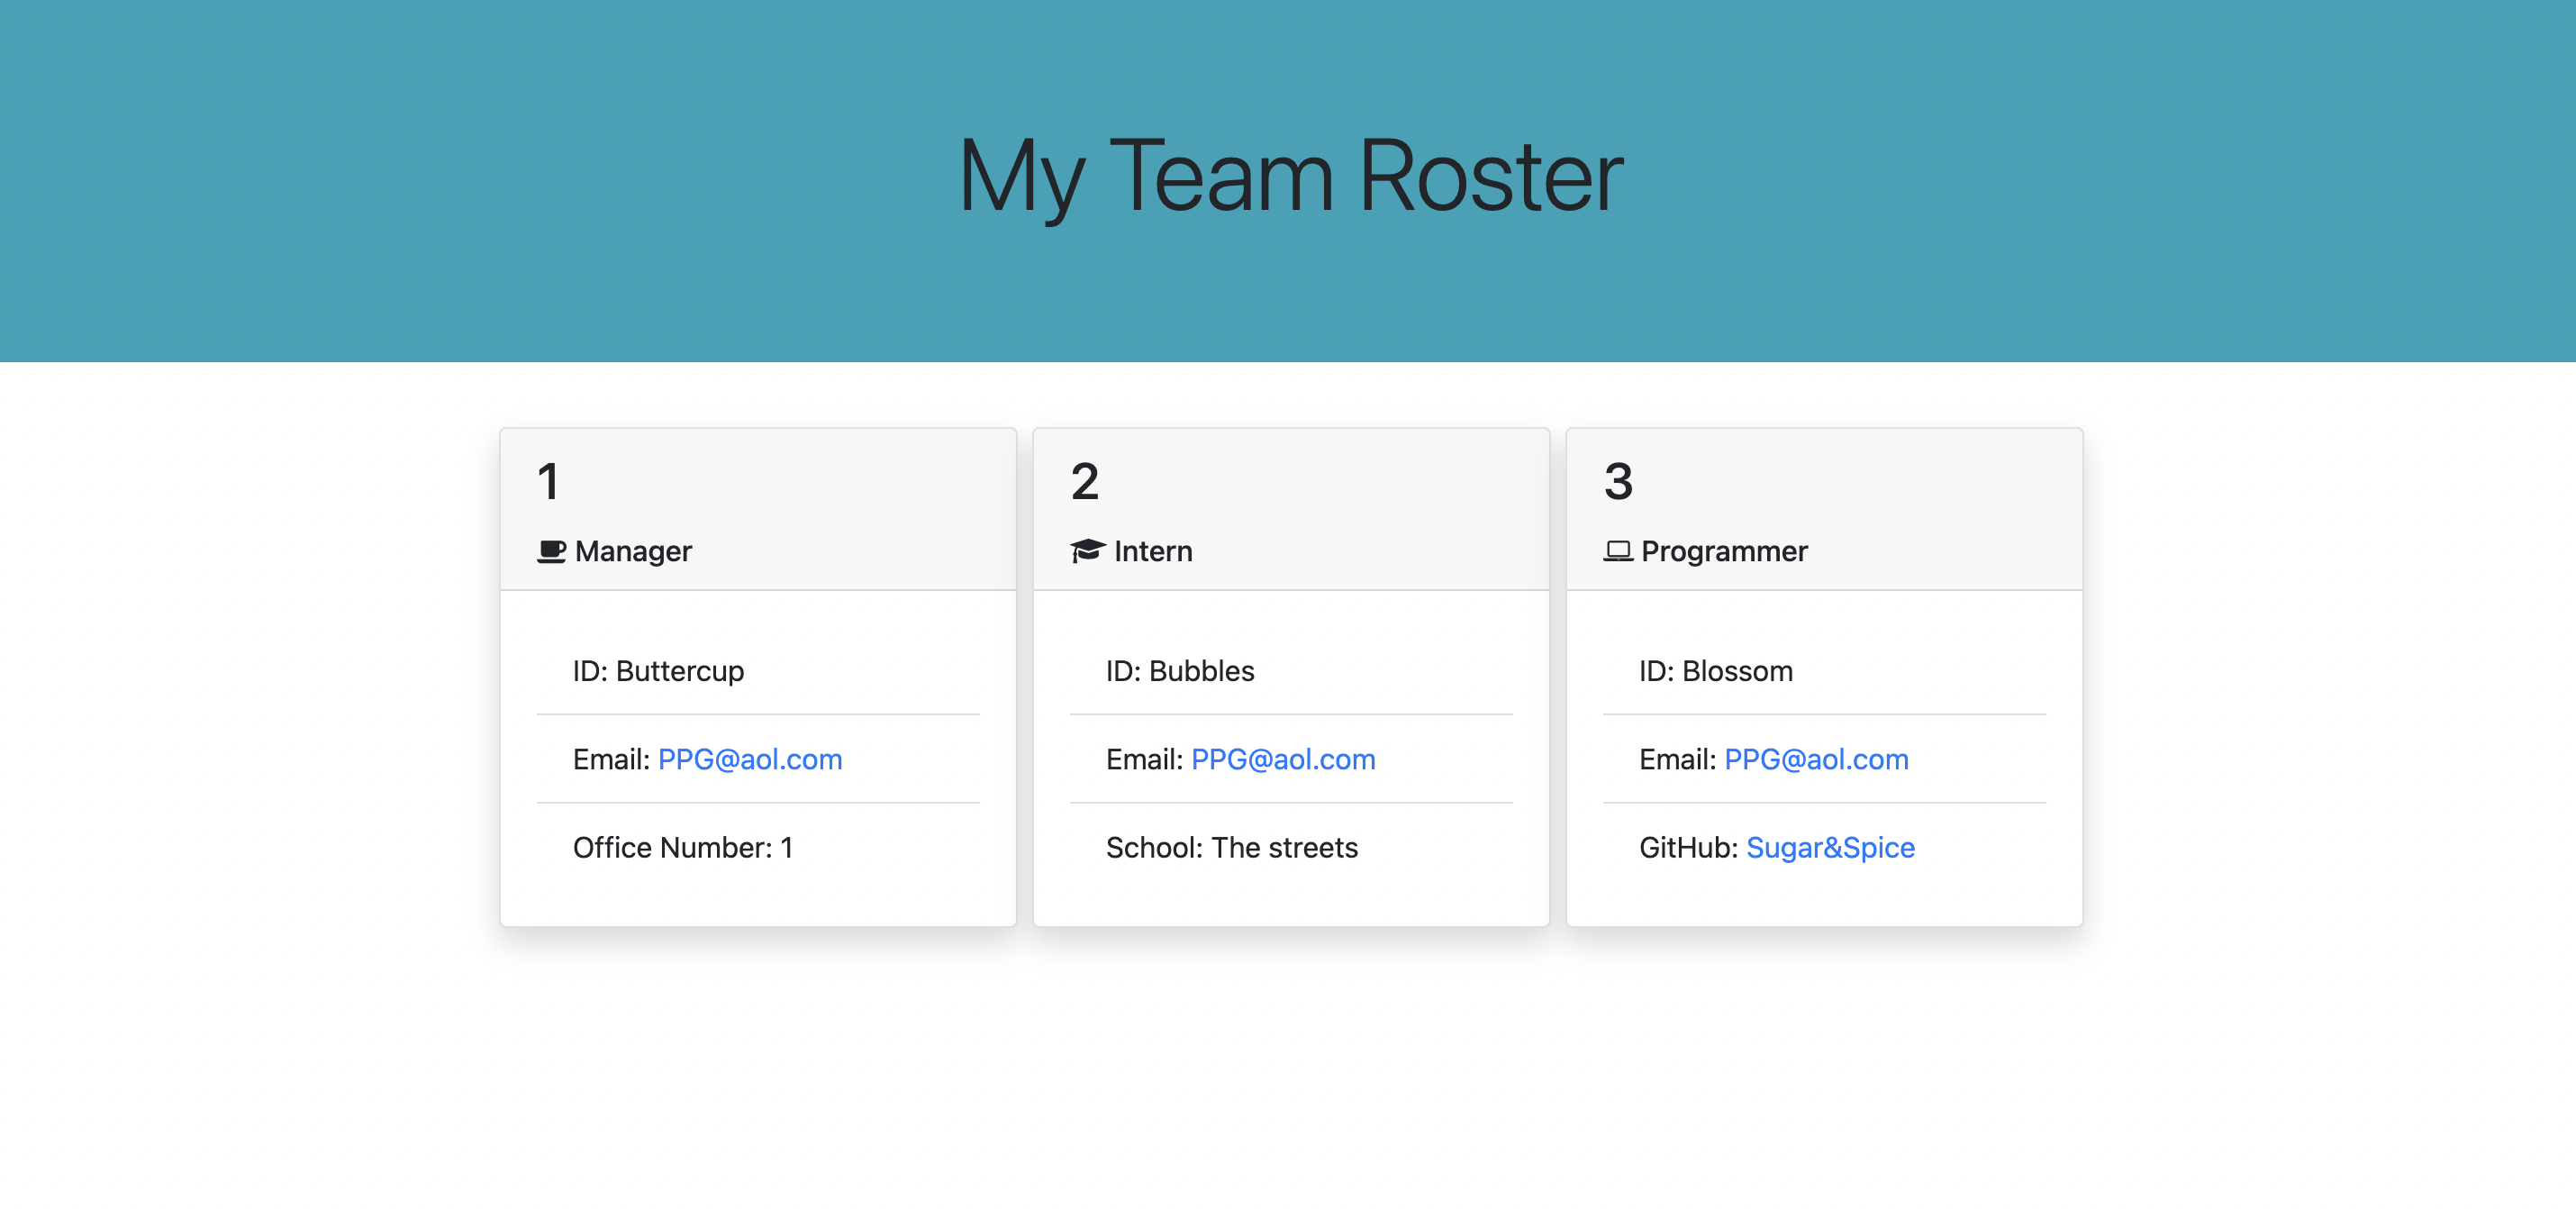 My Team Roster
1
Manager
ID: Buttercup
Email: PPG@aol.com
Office Number: 1
2
Intern
ID: Bubbles
Email: PPG@aol.com
School: The streets
3
Programmer
ID: Blossom
Email: PPG@aol.com
GitHub: Sugar&Spice